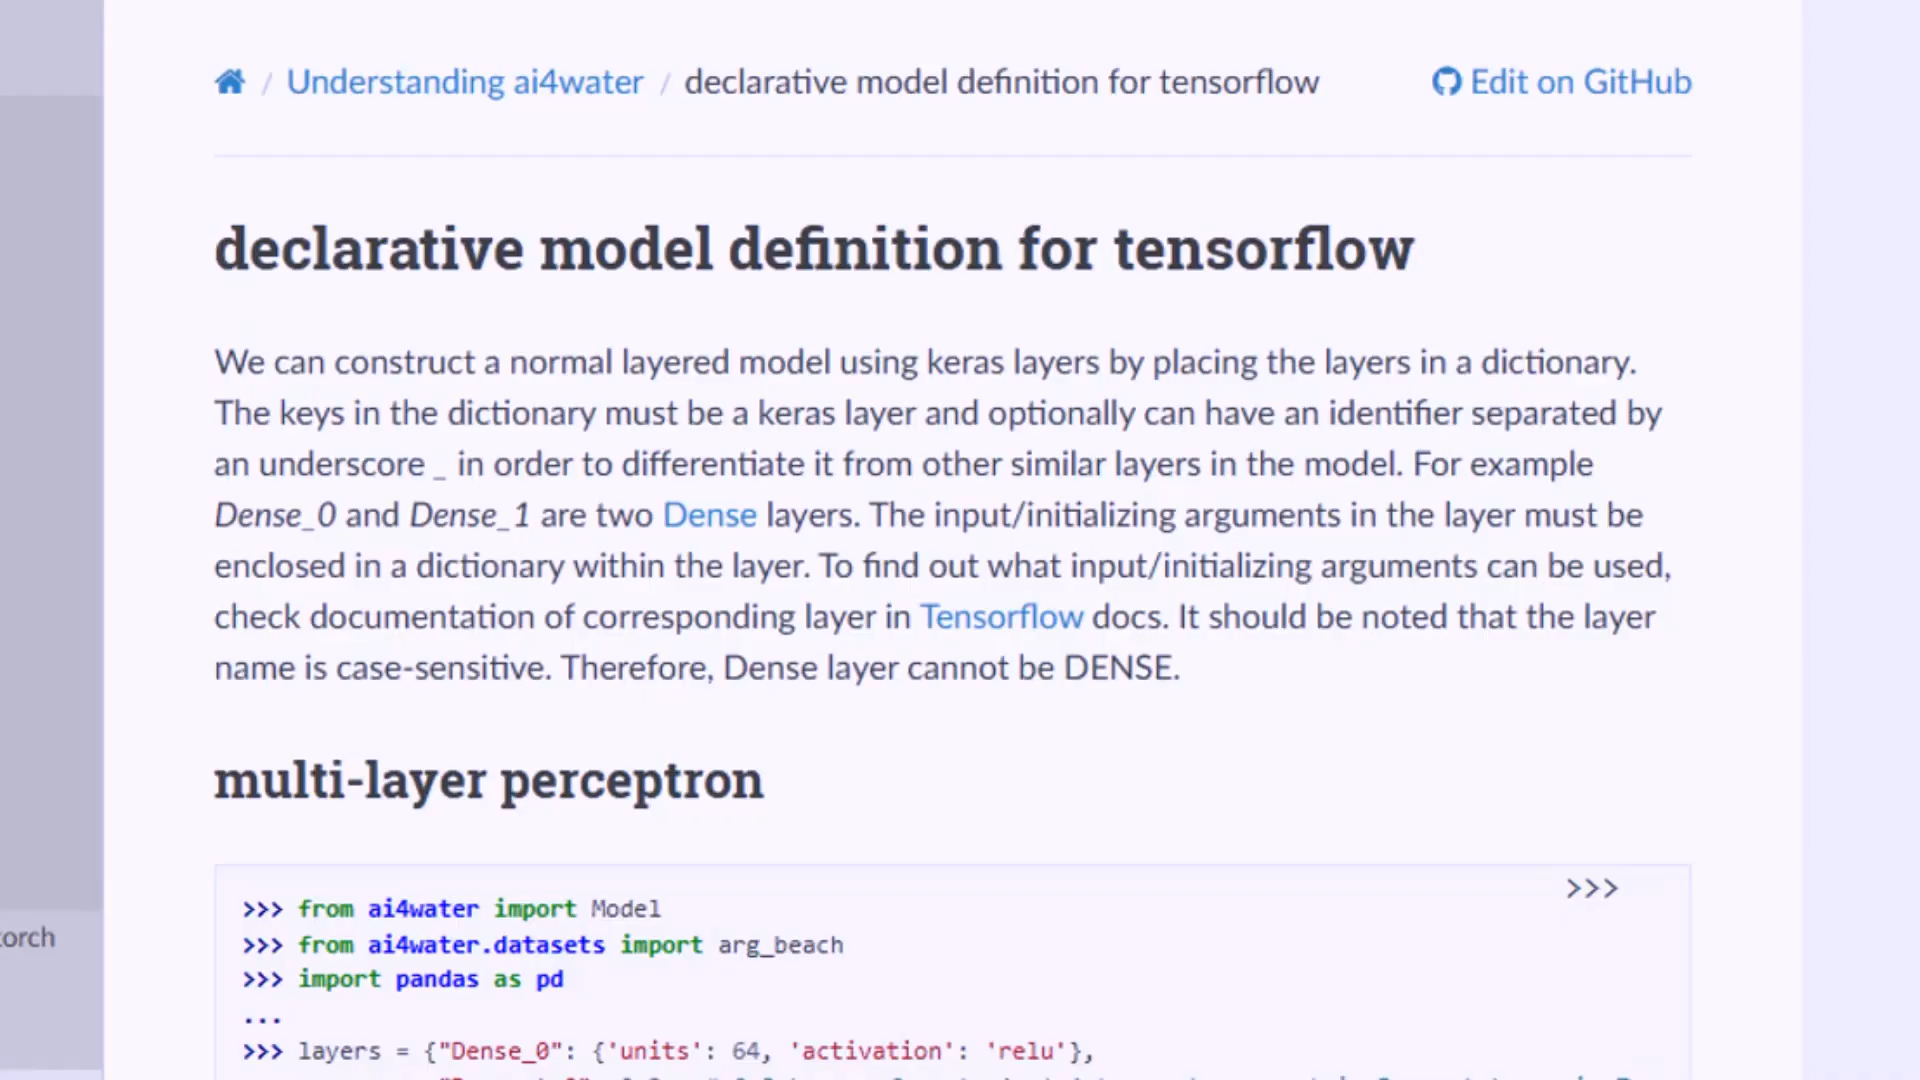 / Understanding ai4water / declarative model definition for tensorflow Edit on GitHub
declarative model definition for tensorflow
We can construct a normal layered model using keras layers by placing the layers in a dictionary.
The keys in the dictionary must be a keras layer and optionally can have an identifier separated by
an underscore _ in order to differentiate it from other similar layers in the model. For example
Dense_0 and Dense_1 are two Dense layers. The input/initializing arguments in the layer must be
enclosed in a dictionary within the layer. To find out what input/initializing arguments can be used,
check documentation of corresponding layer in Tensorflow docs. It should be noted that the layer
name is case-sensitive. Therefore, Dense layer cannot be DENSE.
multi-layer perceptron
>>>
>>> from ai4water import Model
>>> from ai4water.datasets import arg_beach
torch
>>> import pandas as pd
...
>>> layers = {"Dense_0": {'units': 64, 'activation': 'relu'},